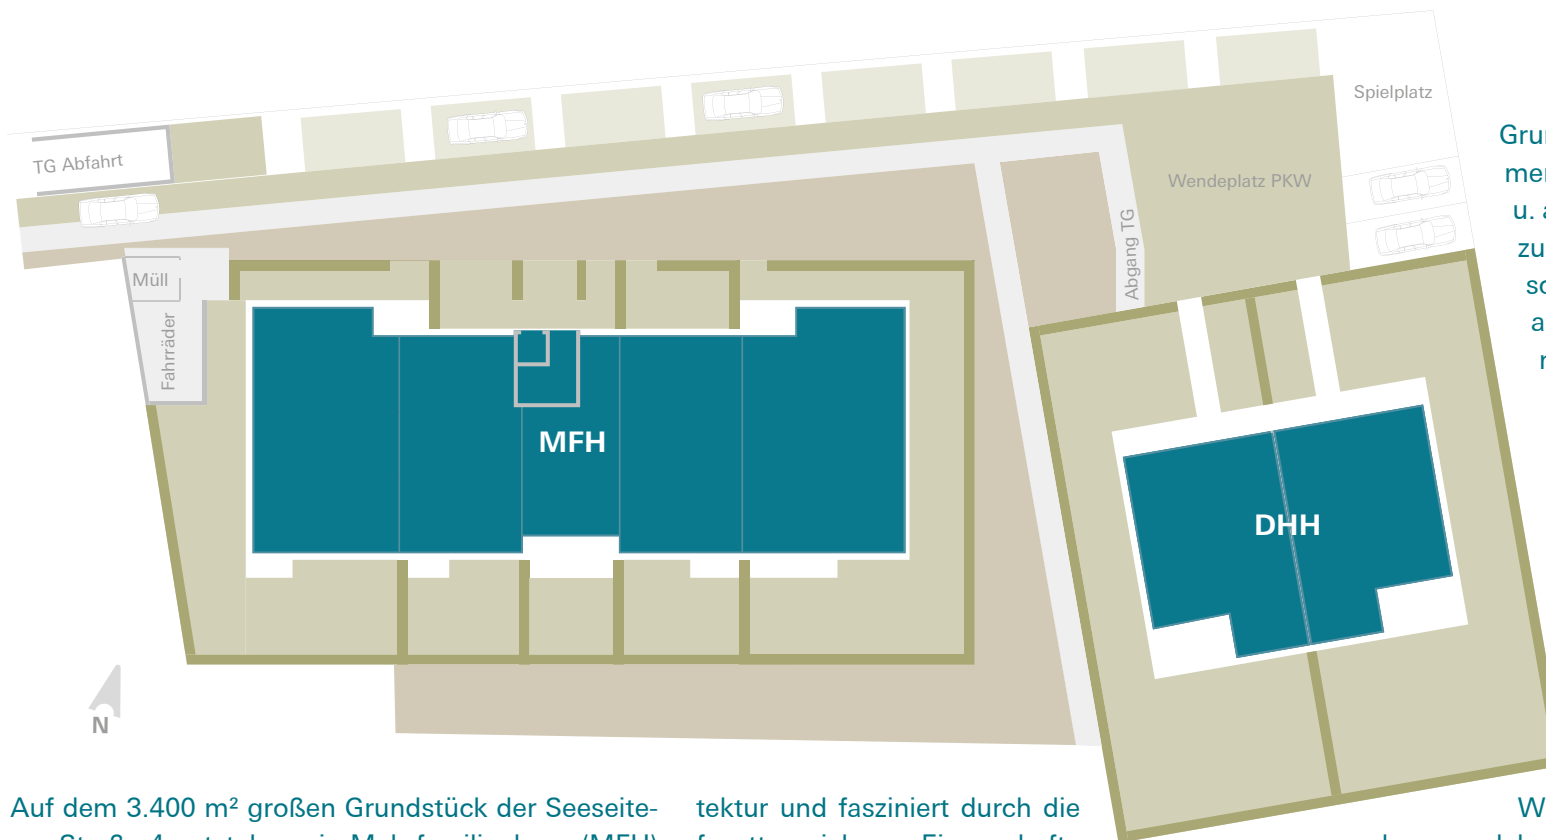 Spielplatz
TG Abfahrt
Wendeplatz PKW
Abgang TG
Müll
Fahrräder
MFH
DHH
N
u. a
zu
Auf dem 3.400 m² großen Grundstück der Seeseite-
tektur und fasziniert durch die